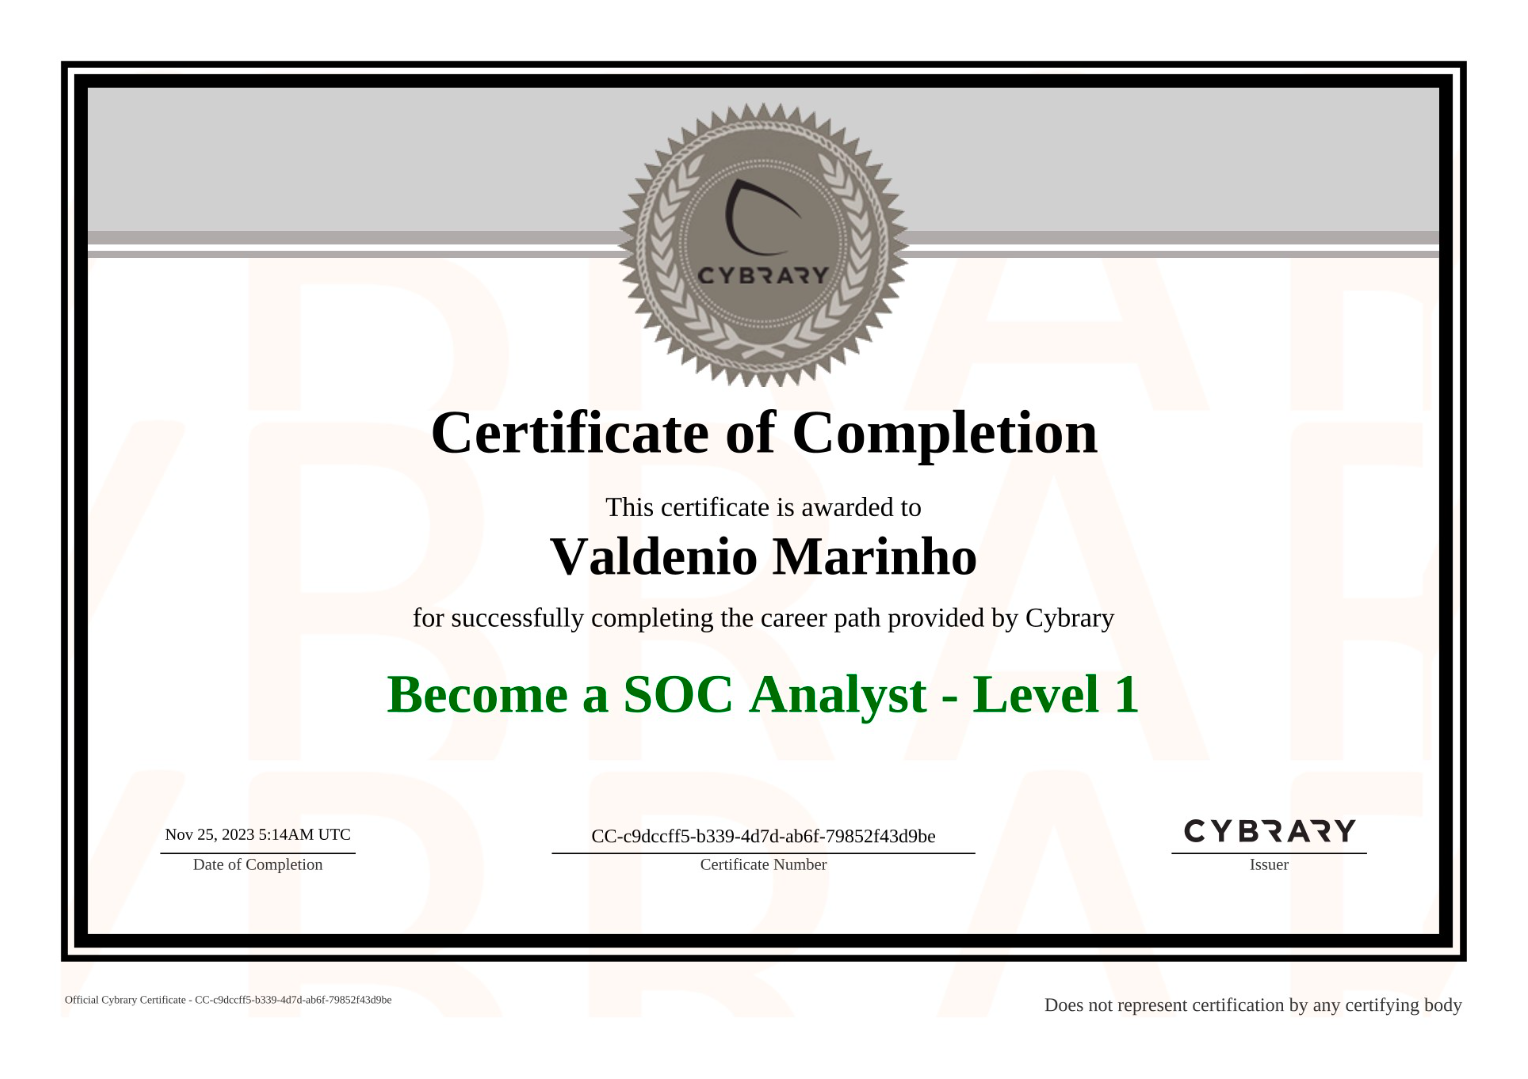 CYBRARY
Certificate of Completion
This certificate is awarded to
Valdenio Marinho
for successfully completing the career path provided by Cybrary
Become a SOC Analyst - Level 1
Nov 25, 2023 5:14AM UTC
Date of Completion
CC-c9dccff5-b339-4d7d-ab6f-79852f43d9be
Certificate Number
CYBRARY
Issuer
Official Cybrary Certificate - CC-c9dccff5-b339-4d7d-ab6f-79852f43d9be
Does not represent certification by any certifying body